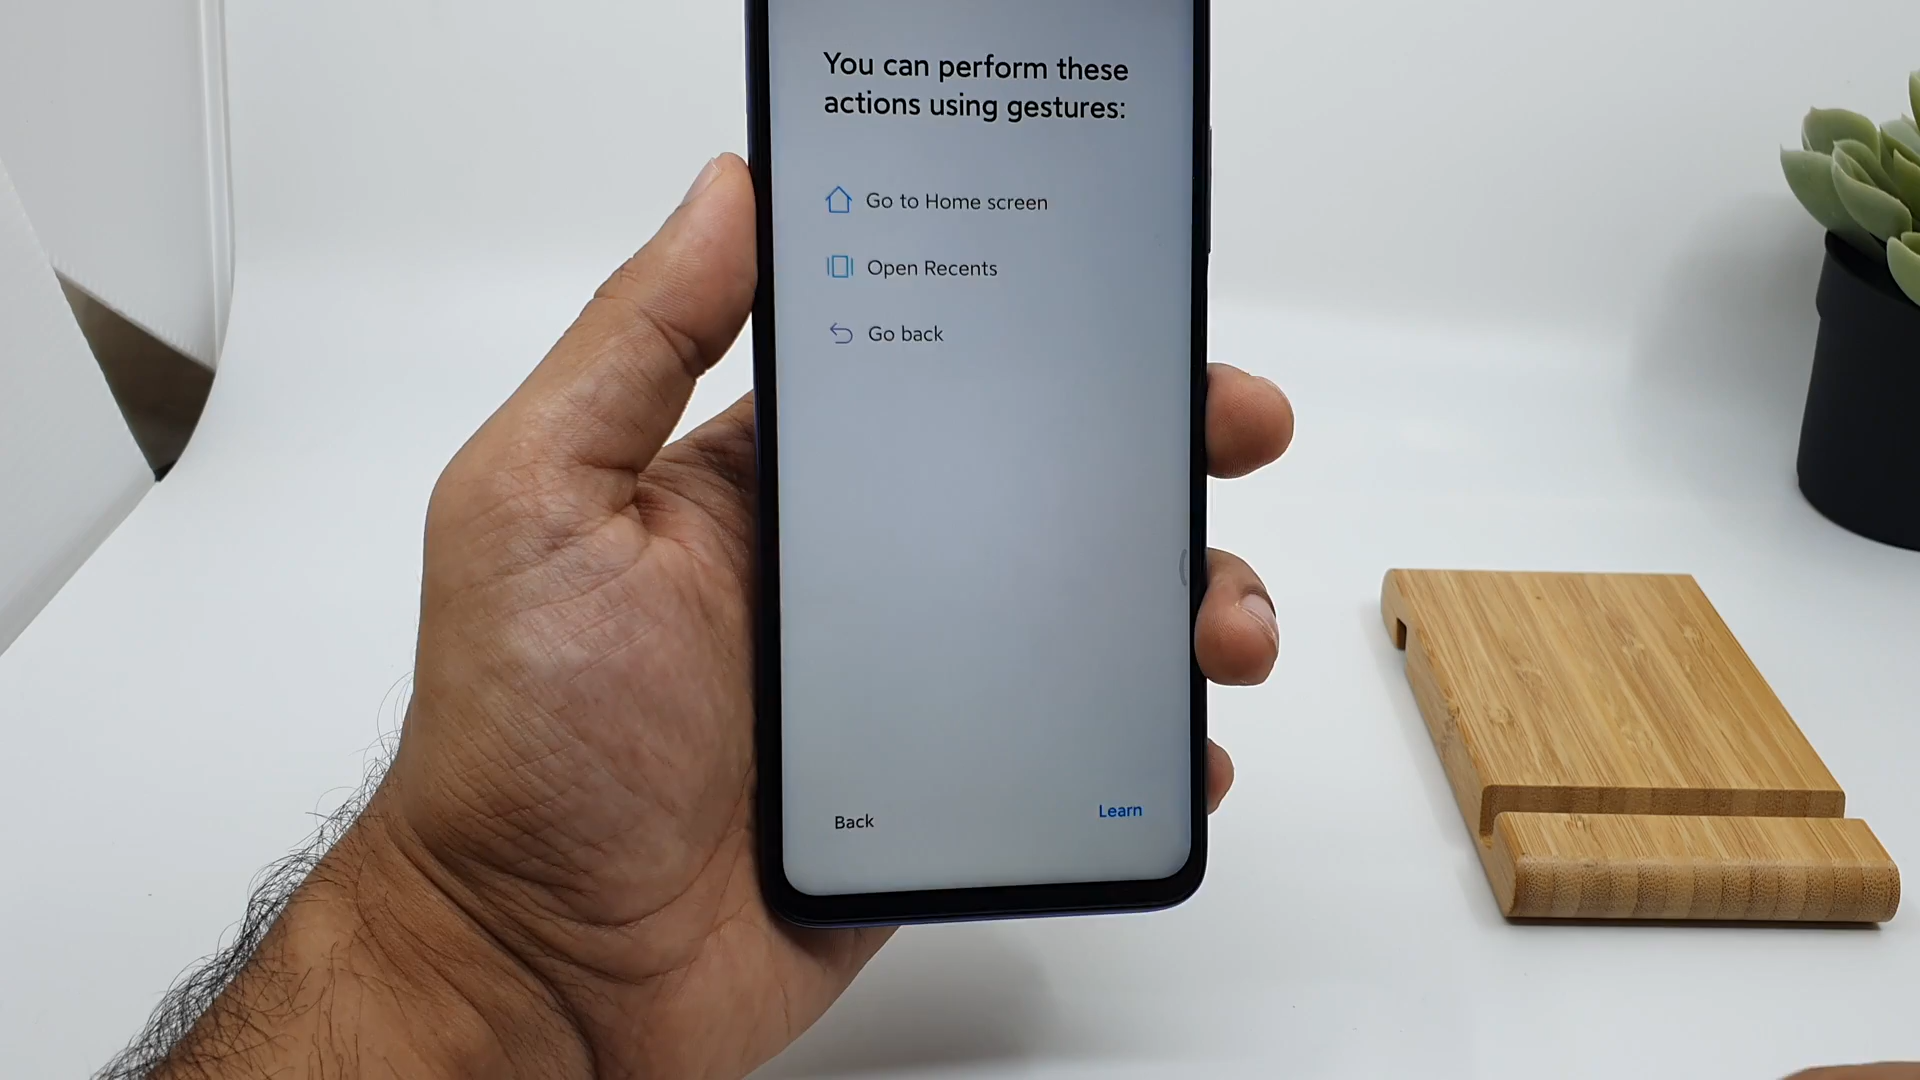 You can perform these
actions using gestures:
Go to Home screen
Open Recents
Go back
Back
Learn